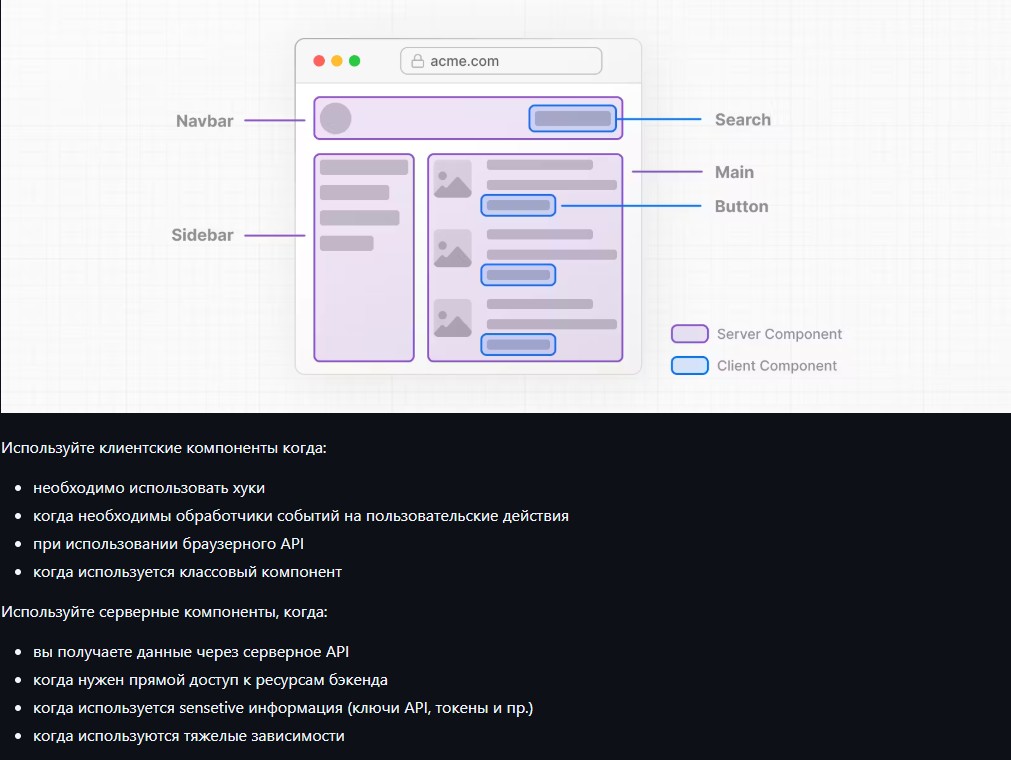 acme.com
Navbar
Search
Main
Button
Sidebar
Server Component
Client Component
Используйте клиентские компоненты когда:
необходимо использовать хуки
когда необходимы обработчики событий на пользовательские действия
при использовании браузерного API
когда используется классовый компонент
Используйте серверные компоненты, когда:
вы получаете данные через серверное API
когда нужен прямой доступ к ресурсам бэкенда
когда используется sensetive информация (ключи API, токены и пр.)
когда используются тяжелые зависимости